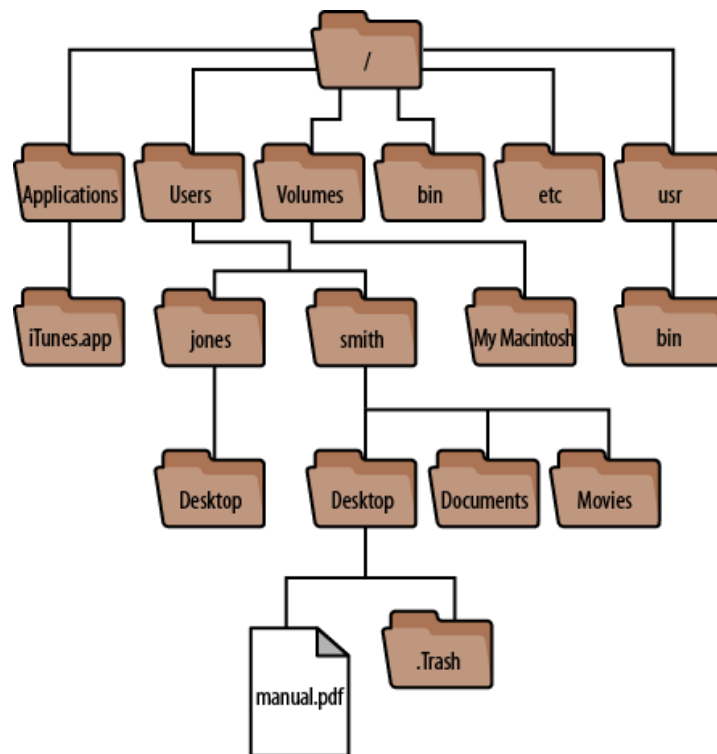 /
Applications
Users
Volumes
bin
etc
usr
iTunes.app
jones
smith
My Macintosh
bin
Desktop
Desktop
Documents
Movies
manual.pdf
.Trash